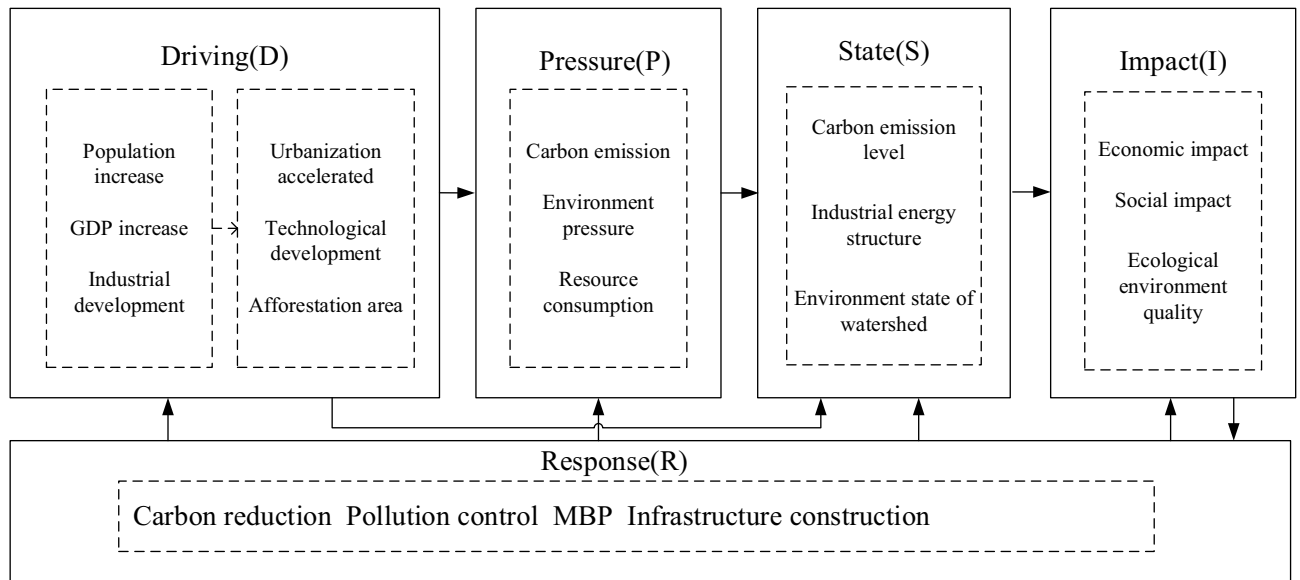 Driving(D)
Population
increase
GDP increase
Industrial
development
Urbanization
accelerated
Technological
development
Afforestation area
Pressure(P)
Carbon emission
Environment
pressure
Resource
consumption
State(S)
Carbon emission
level
Industrial energy
structure
Environment state of
watershed
Impact(I)
Economic impact
Social impact
Ecological
environment
quality
Response(R)
Carbon reduction Pollution control MBP Infrastructure construction